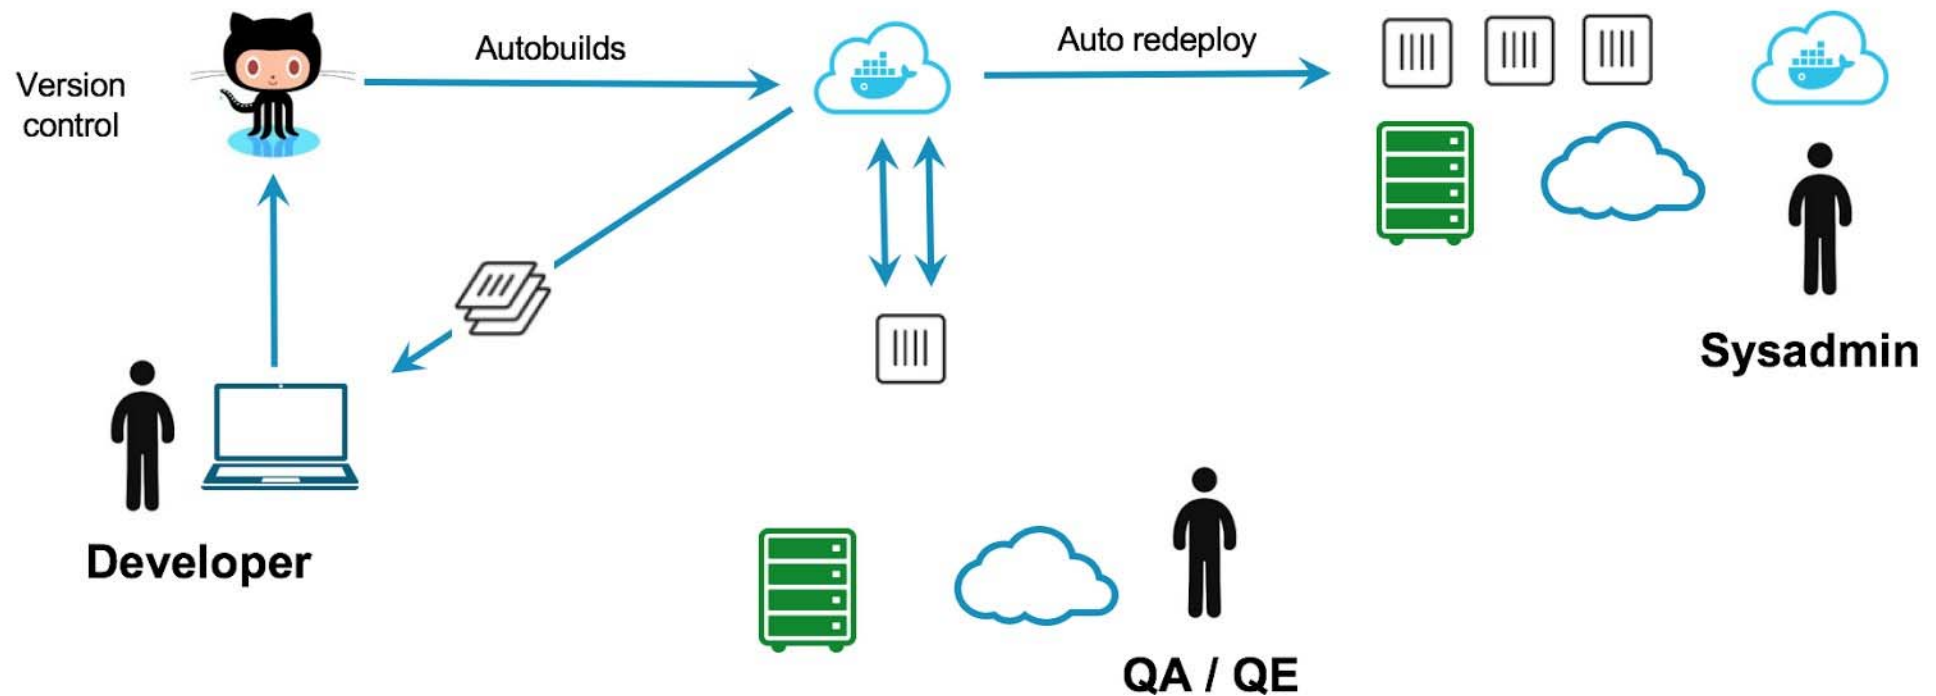 Version
control
Autobuilds
Auto redeploy
Sysadmin
Developer
QA / QE